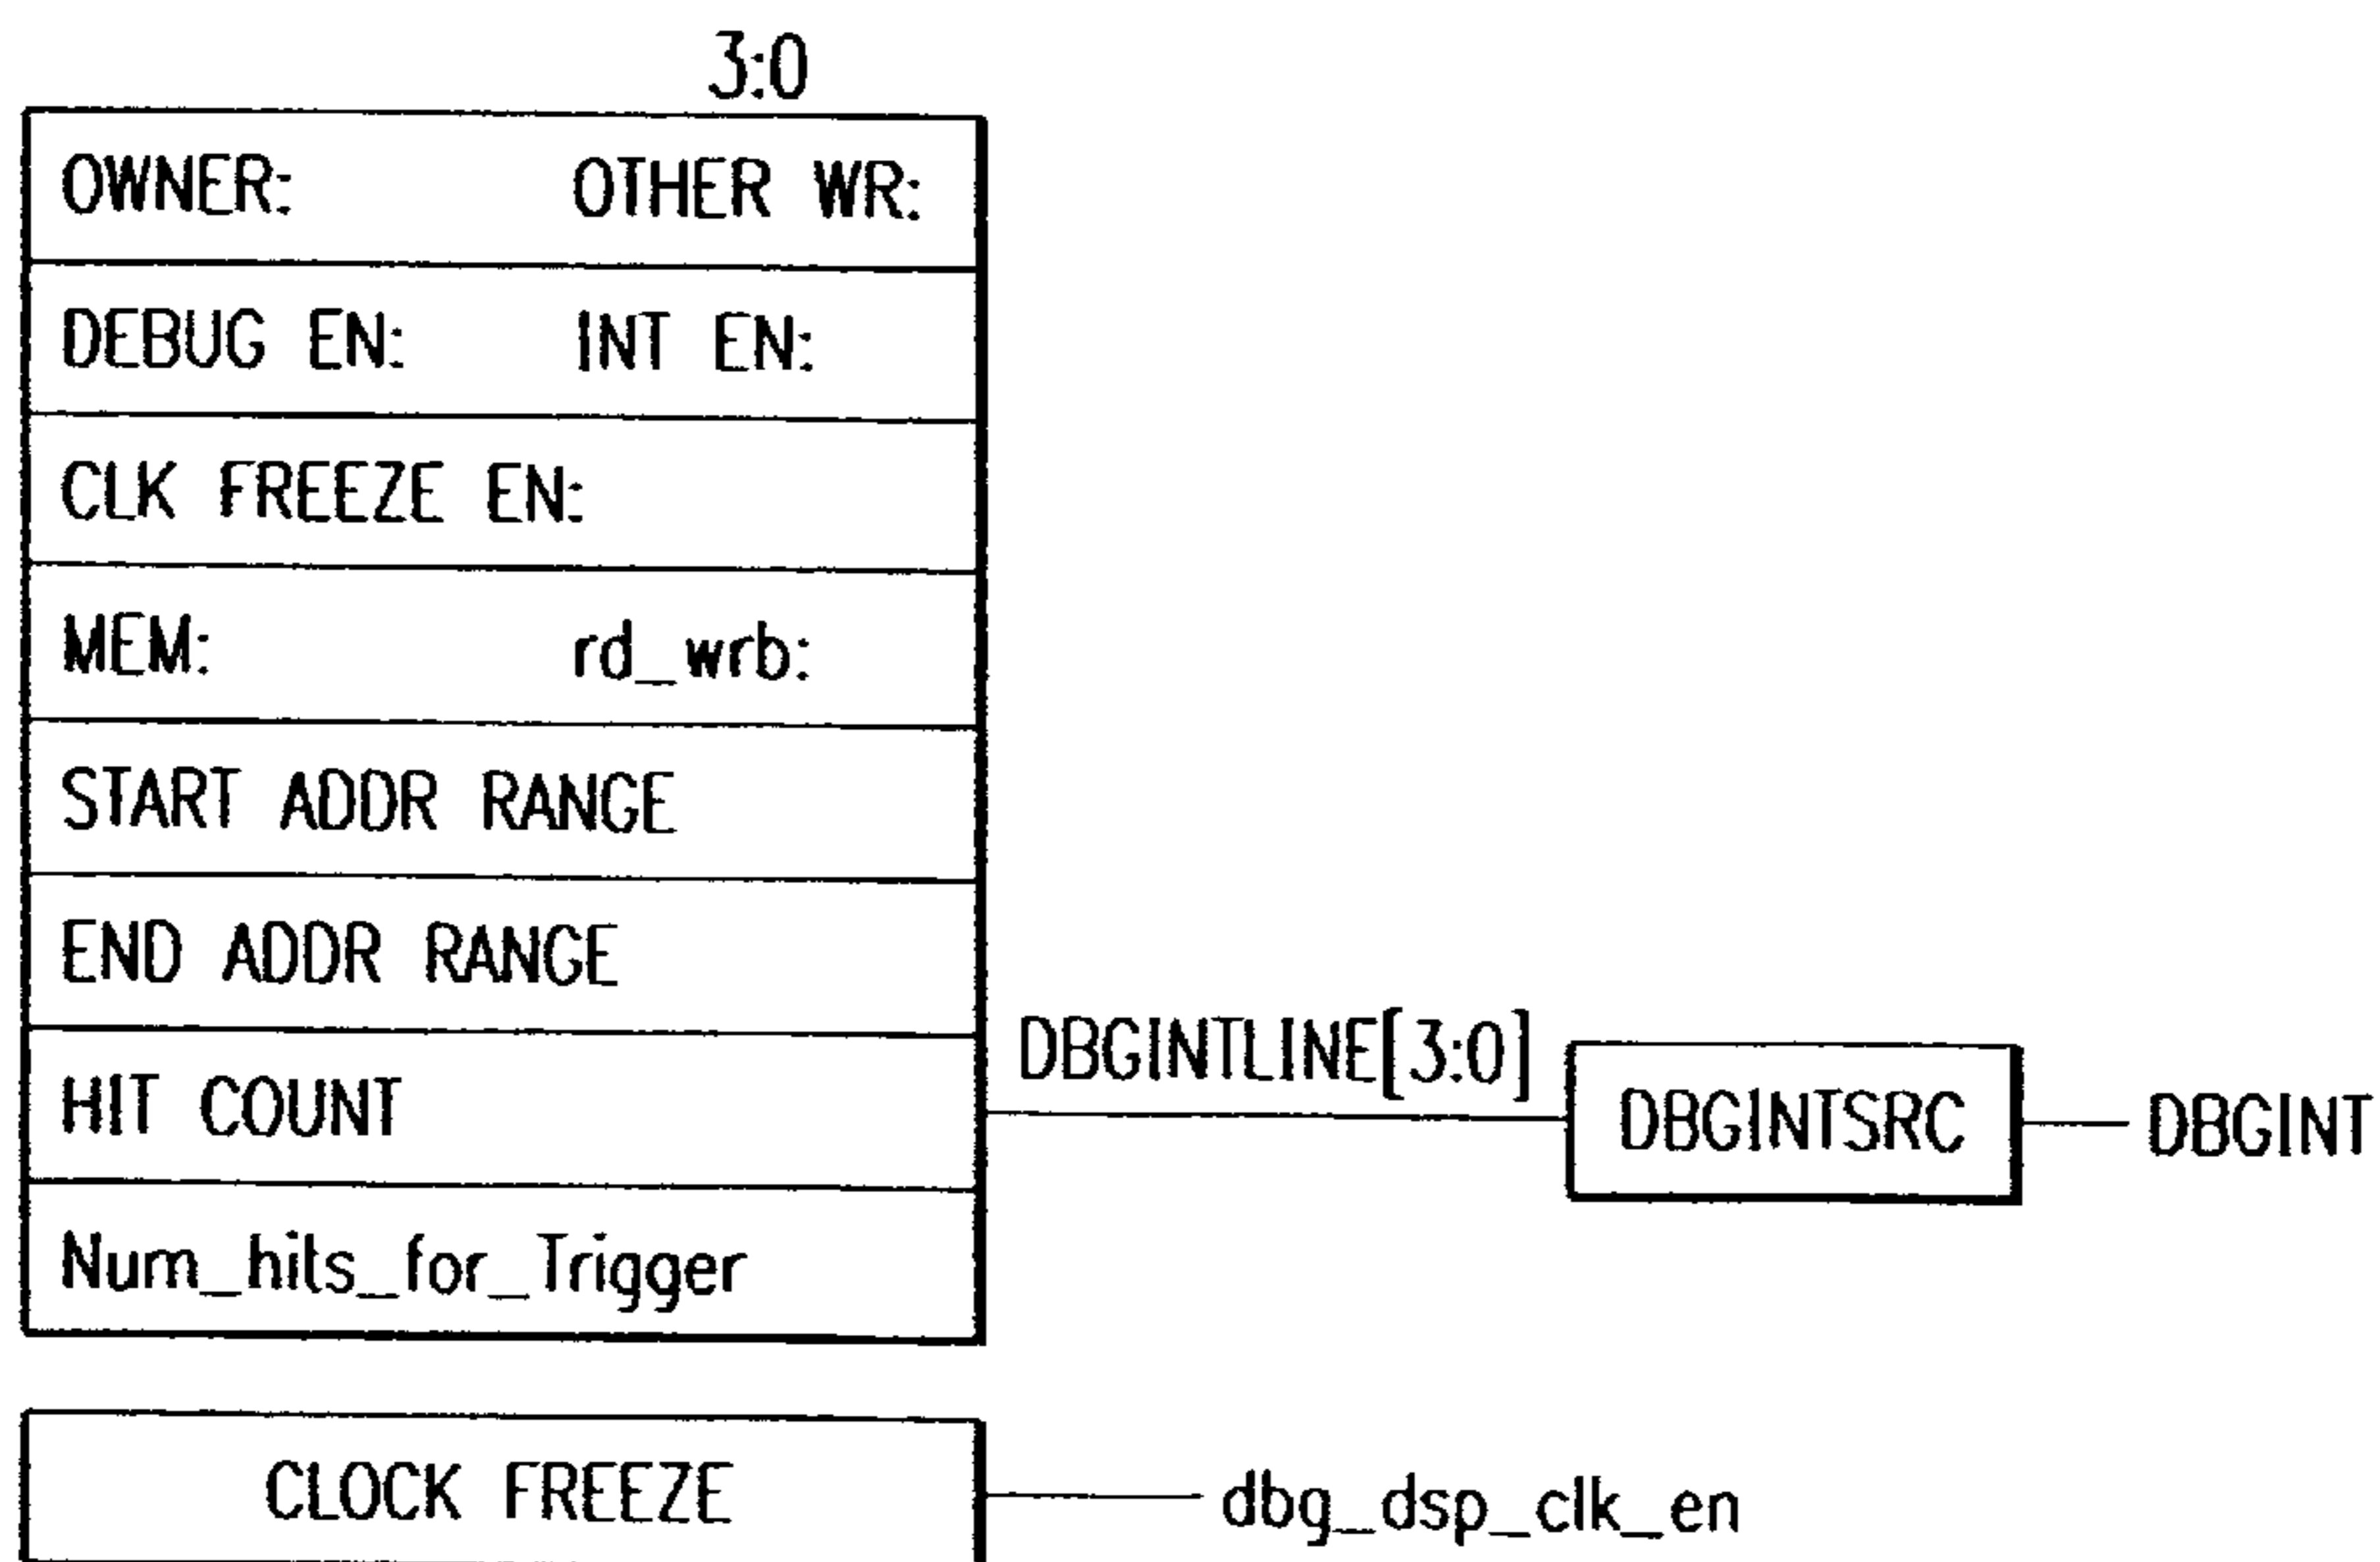 3:0
OWNER: OTHER WR:
DEBUG EN: INT EN:
CLK FREEZE EN:
MEM: rd_wrb:
START ADDR RANGE
END ADDR RANGE
DBGINTLINE[3:0]
HIT COUNT DBGINTSRC DBGINT
Num_hits_for_Trigger
CLOCK FREEZE dbg_dsp_clk_en